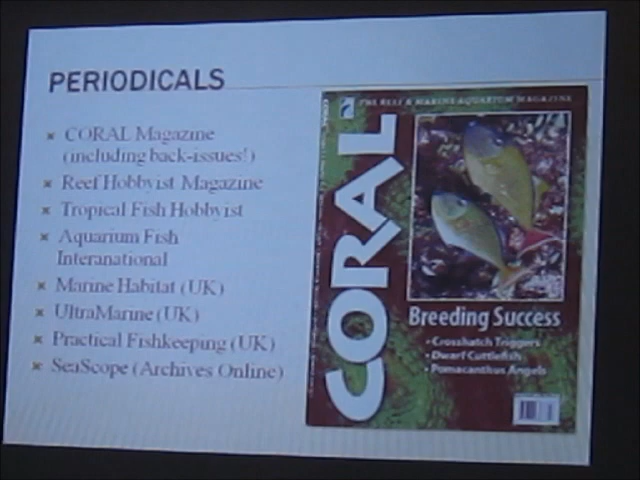 PERIODICALS
CORAL Magazine
(including back-issues!)
Reef Hobbyist Magazine
Tropical Fish Hobbyist
Aquarium Fish
Interanational
Marine Habitat (UK)
UltraMarine (UK)
Practical Fishkeeping (UK)
SeaScope (Archives Online)
THE REEF & MARINE AQUARIUM MAGAZINE
CORAL
Breeding Success
• Crosshatch Triggers
• Dwarf Cuttlefish
• Pomacanthus Angels